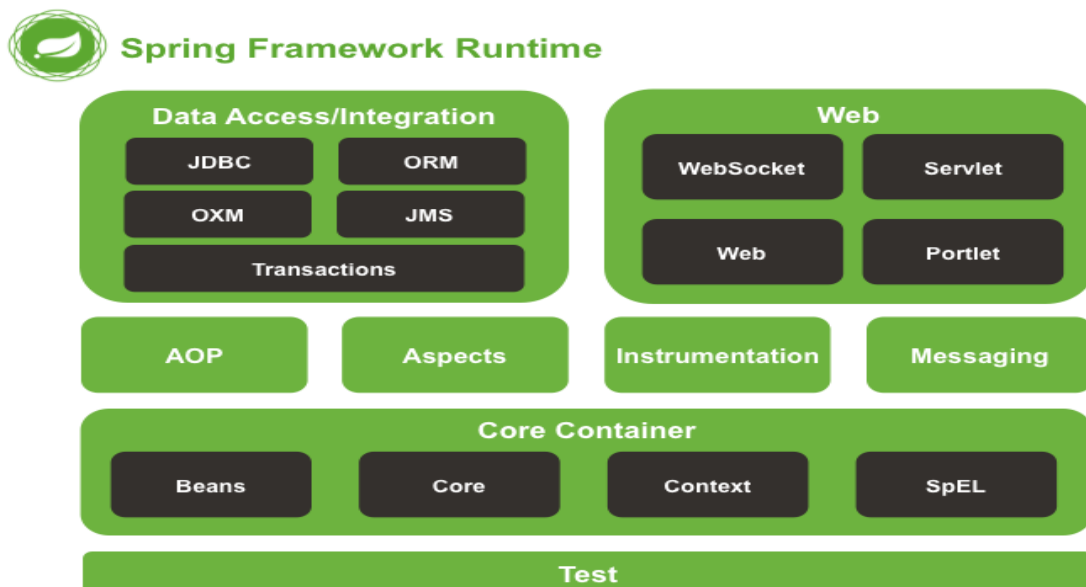 Spring Framework Runtime
Data Access/Integration
JDBC ORM
OXM JMS
Transactions
Web
WebSocket Servlet
Web Portlet
AOP Aspects Instrumentation Messaging
Core Container
Beans Core Context SpEL
Test